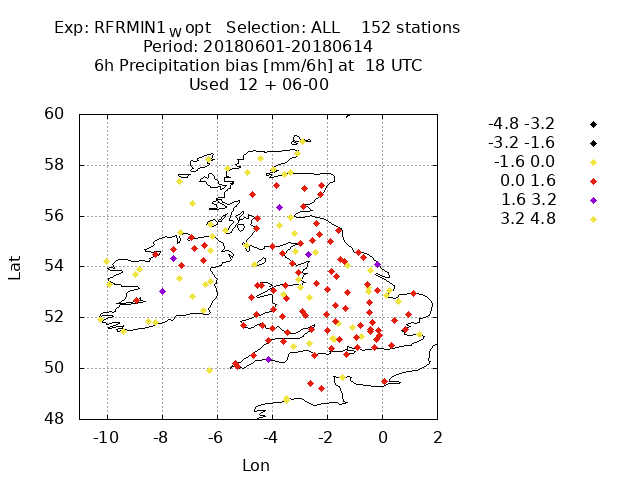 Exp: RFRMIN1_W opt Selection: ALL 152 stations
Period: 20180601-20180614
6h Precipitation bias [mm/6h] at 18 UTC
Used 12 + 06-00
-4.8 -3.2
-3.2 -1.6
-1.6 0.0
0.0 1.6
1.6 3.2
3.2 4.8
60
58
56
54
52
50
48
Lat
-10 -8 -6 -4 -2 0 2
Lon